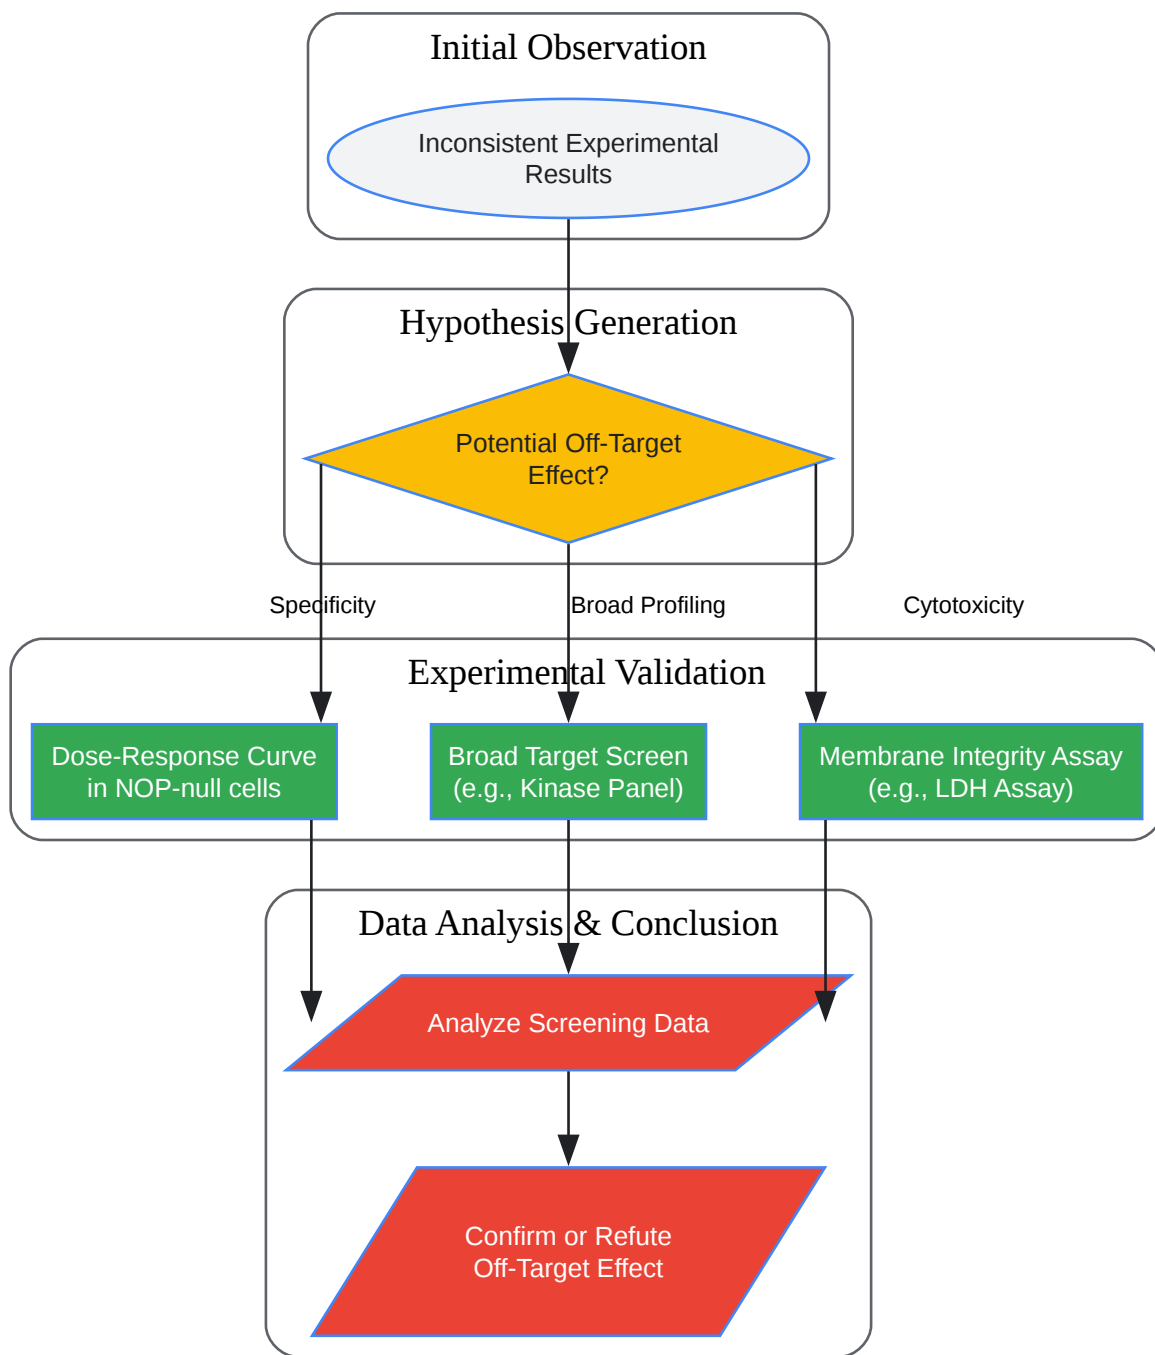 Initial Observation
Inconsistent Experimental
Results
Hypothesis Generation
Potential Off-Target
Effect?
Specificity
Broad Profiling
Cytotoxicity
Experimental Validation
Dose-Response Curve
in NOP-null cells
Broad Target Screen
(e.g., Kinase Panel)
Membrane Integrity Assay
(e.g., LDH Assay)
Data Analysis & Conclusion
Analyze Screening Data
Confirm or Refute
Off-Target Effect